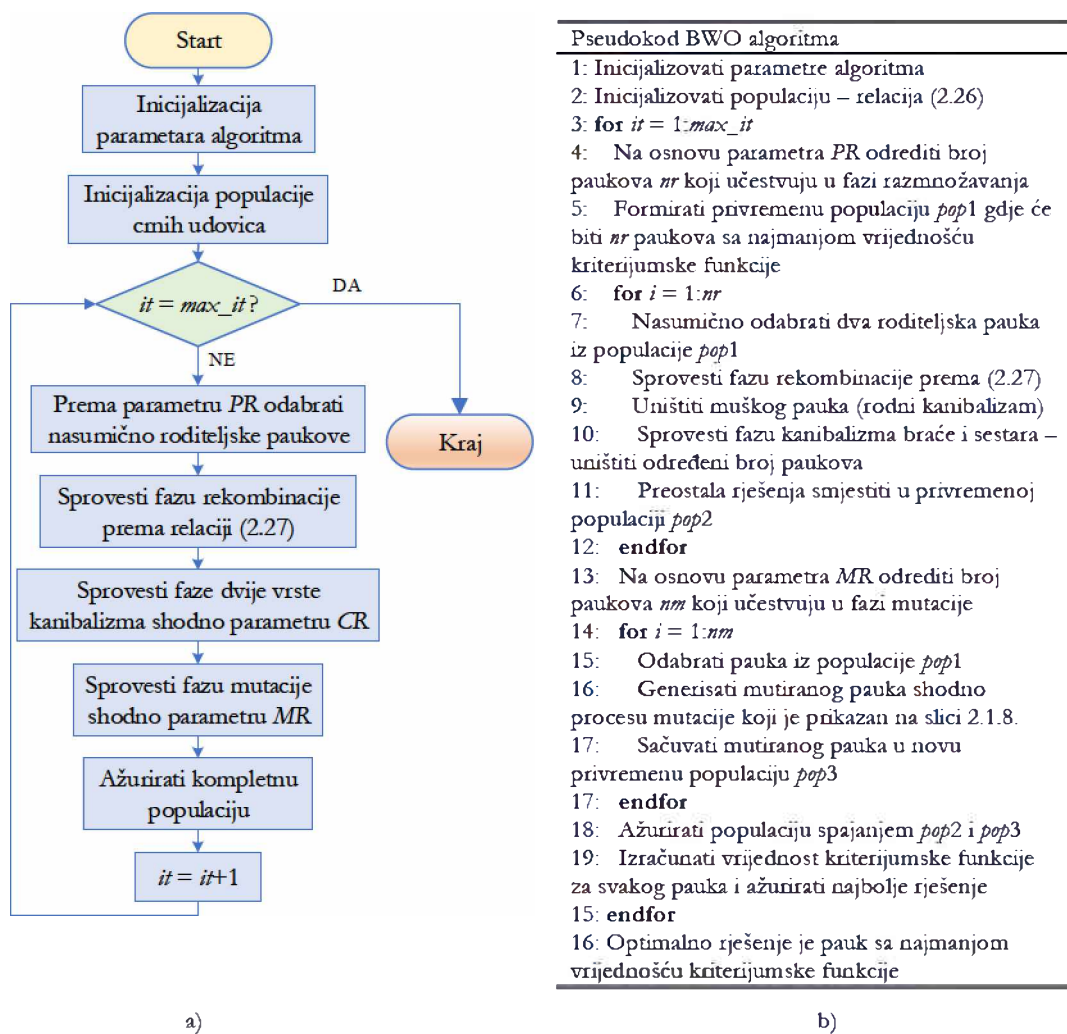 Start
Inicijalizacija
parametara algoritma
Inicijalizacija populacije
crnih udovica
it = max_it?
DA
NE
Prema parametru PR odabrati
nasumično roditeljske paukove
Kraj
Sprovesti fazu rekombinacije
prema relaciji (2.27)
Sprovesti faze dvije vrste
kanibalizma shodno parametru CR
Sprovesti fazu mutacije
shodno parametru MR
Ažurirati kompletnu
populaciju
it = it+1
a)
Pseudokod BWO algoritma
1: Inicijalizovati parametre algoritma
2: Inicijalizovati populaciju – relacija (2.26)
3: for it = 1:max_it
4: Na osnovu parametra PR odrediti broj
paukova nr koji učestvuju u fazi razmnožavanja
5: Formirati privremenu populaciju pop1 gdje će
biti nr paukova sa najmanjom vrijednošću
kriterijumske funkcije
6: for i = 1:nr
7: Nasumično odabrati dva roditeljska pauka
iz populacije pop1
8: Sprovesti fazu rekombinacije prema (2.27)
9: Uništiti muškog pauka (rodni kanibalizam)
10: Sprovesti fazu kanibalizma braće i sestara –
uništiti određeni broj paukova
11: Preostala rješenja smjestiti u privremenoj
populaciji pop2
12: endfor
13: Na osnovu parametra MR odrediti broj
paukova nm koji učestvuju u fazi mutacije
14: for i = 1:nm
15: Odabrati pauka iz populacije pop1
16: Generisati mutiranog pauka shodno
procesu mutacije koji je prikazan na slici 2.1.8.
17: Sačuvati mutiranog pauka u novu
privremenu populaciju pop3
17: endfor
18: Ažurirati populaciju spajanjem pop2 i pop3
19: Izračunati vrijednost kriterijumske funkcije
za svakog pauka i ažurirati najbolje rješenje
15: endfor
16: Optimalno rješenje je pauk sa najmanjom
vrijednošću kriterijumske funkcije
b)